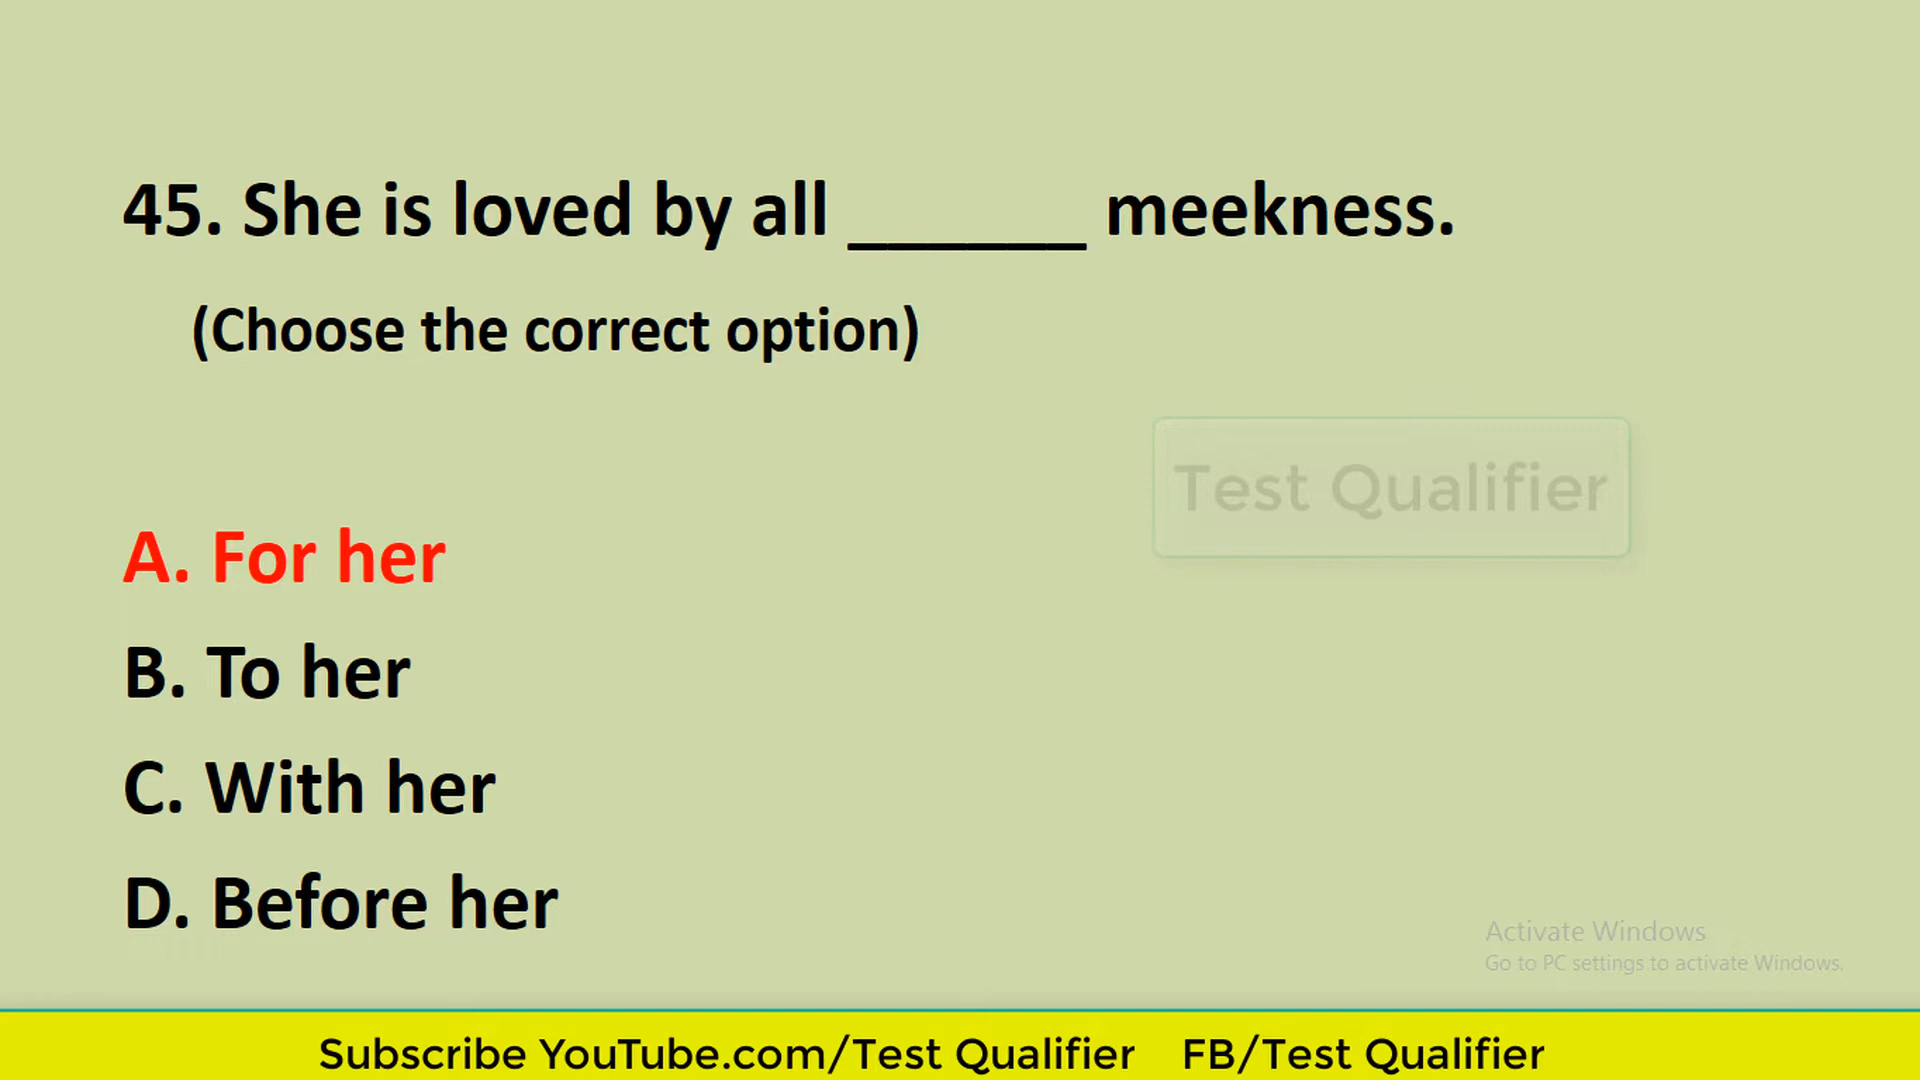 45. She is loved by all ______ meekness.
(Choose the correct option)
Test Qualifier
A. For her
B. To her
C. With her
D. Before her
Activate Windows
Go to PC settings to activate Windows.
Subscribe YouTube.com/Test Qualifier FB/Test Qualifier